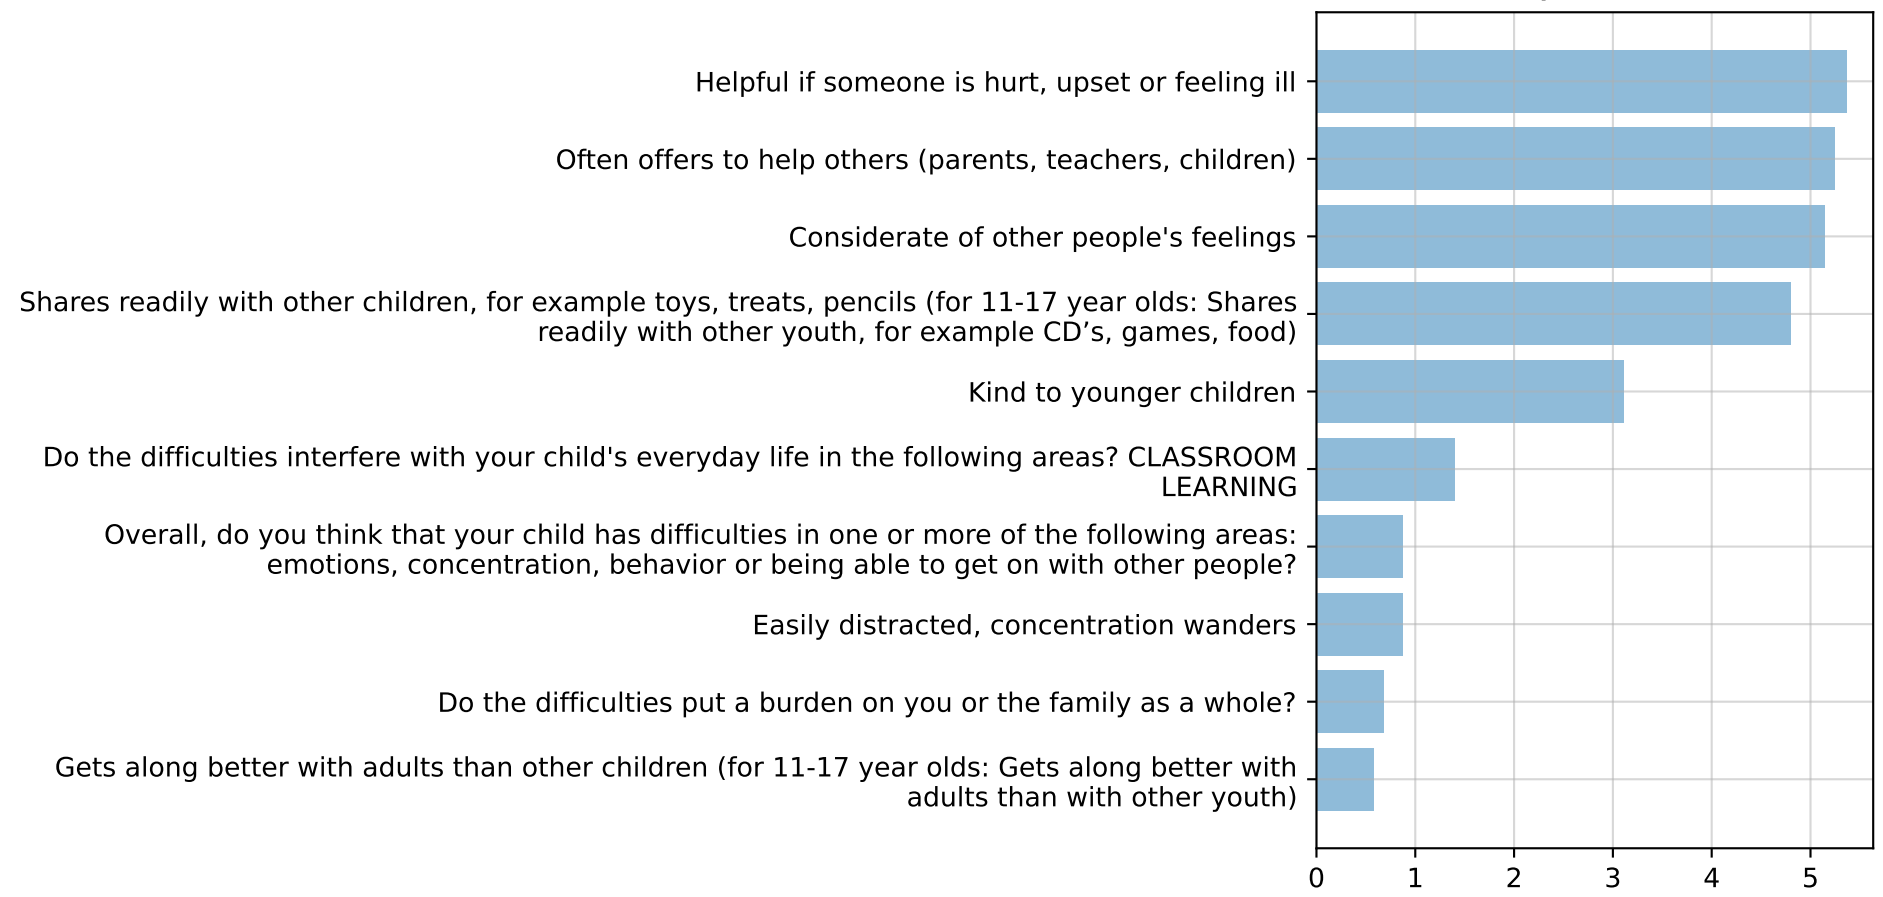 Helpful if someone is hurt, upset or feeling ill
Often offers to help others (parents, teachers, children)
Considerate of other people's feelings
Shares readily with other children, for example toys, treats, pencils (for 11-17 year olds: Shares
readily with other youth, for example CD’s, games, food)
Kind to younger children
Do the difficulties interfere with your child's everyday life in the following areas? CLASSROOM
LEARNING
Overall, do you think that your child has difficulties in one or more of the following areas:
emotions, concentration, behavior or being able to get on with other people?
Easily distracted, concentration wanders
Do the difficulties put a burden on you or the family as a whole?
Gets along better with adults than other children (for 11-17 year olds: Gets along better with
adults than with other youth)
0 1 2 3 4 5